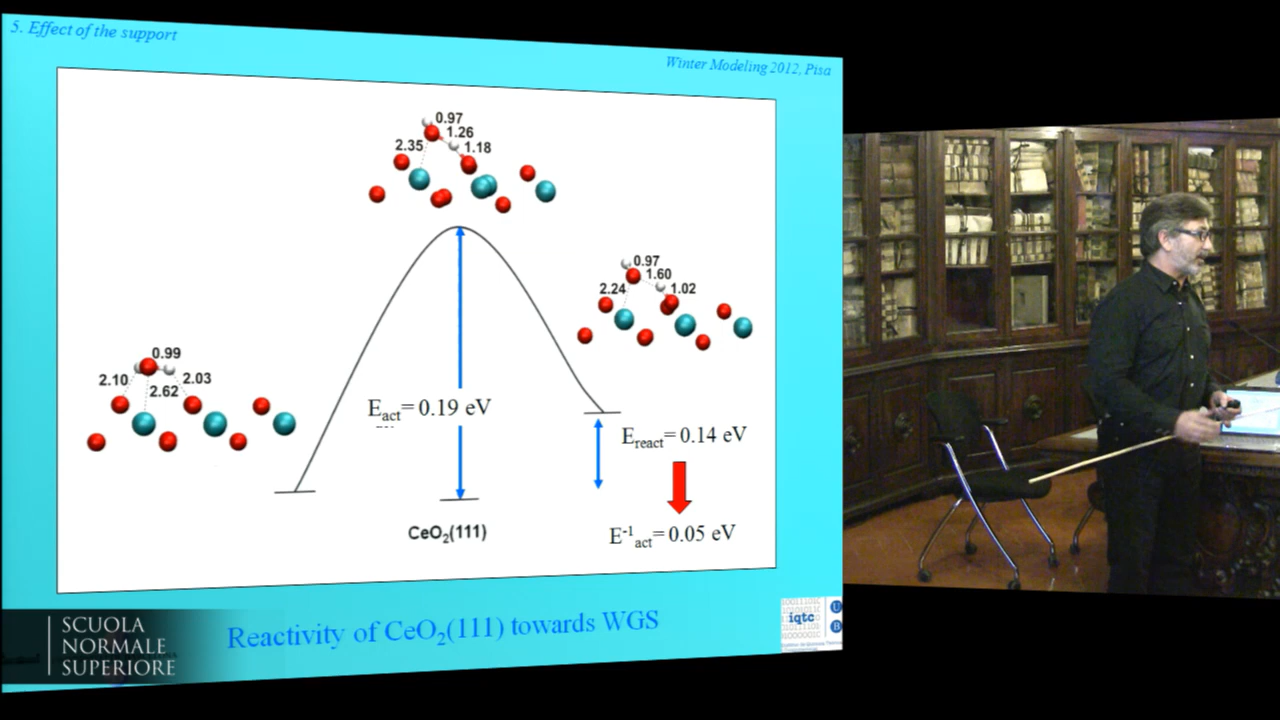 5. Effect of the support
Winter Modeling 2012, Pisa
0.97
1.26
2.35
1.18
0.97
1.60
2.24
1.02
0.99
2.10
2.03
2.62
Eact= 0.19 eV
Ereact= 0.14 eV
CeO2(111)
E-1act= 0.05 eV
Reactivity of CeO2(111) towards WGS
iqtc
U
B
SCUOLA
NORMALE
SUPERIORE